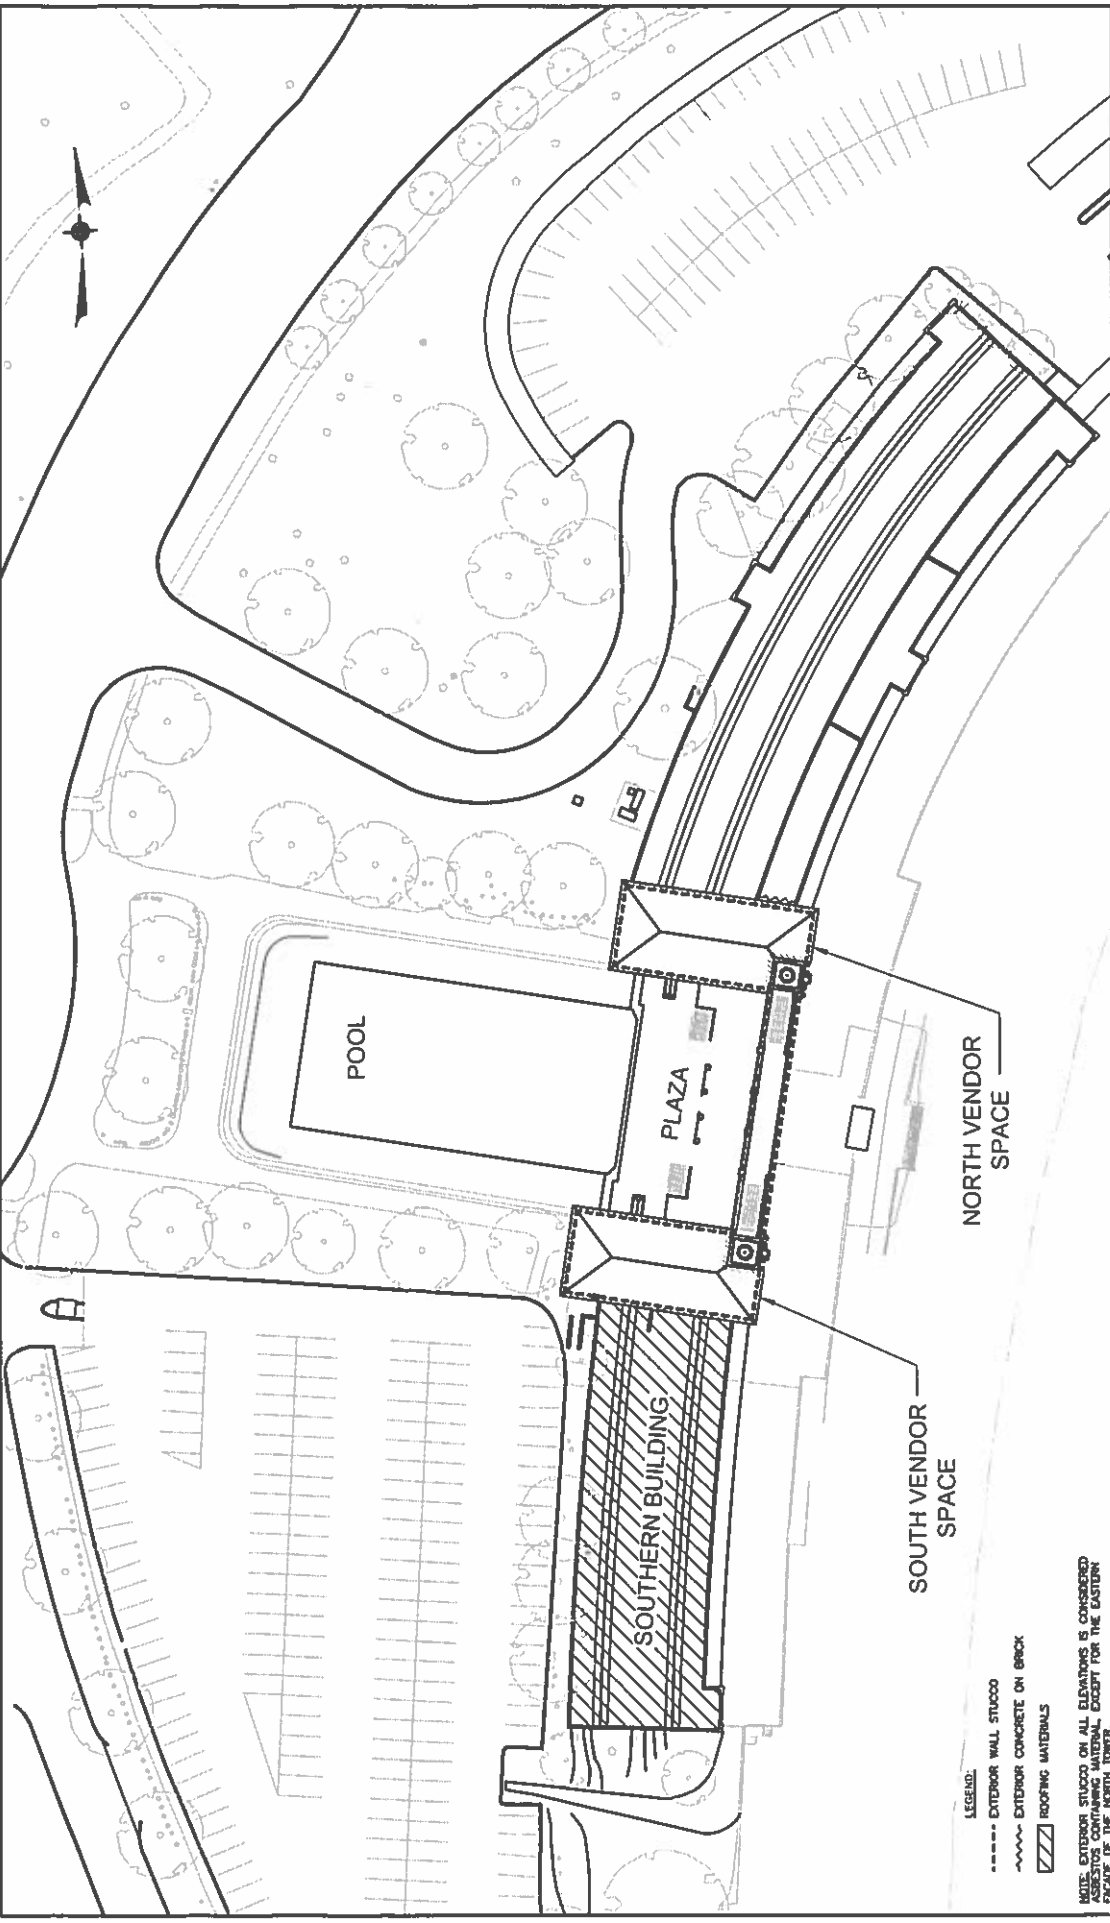 POOL
PLAZA
NORTH VENDOR
SPACE
SOUTHERN BUILDING
SOUTH VENDOR
SPACE
LEGEND:
EXTERIOR WALL STUCCO
EXTERIOR CONCRETE ON BRICK
ROOFING MATERIALS
NOTE: EXTERIOR STUCCO ON ALL ELEVATIONS IS CONSIDERED
ASBESTOS CONTAINING MATERIAL, EXCEPT FOR THE EASTERN
FACADE OF THE NORTH TOWER